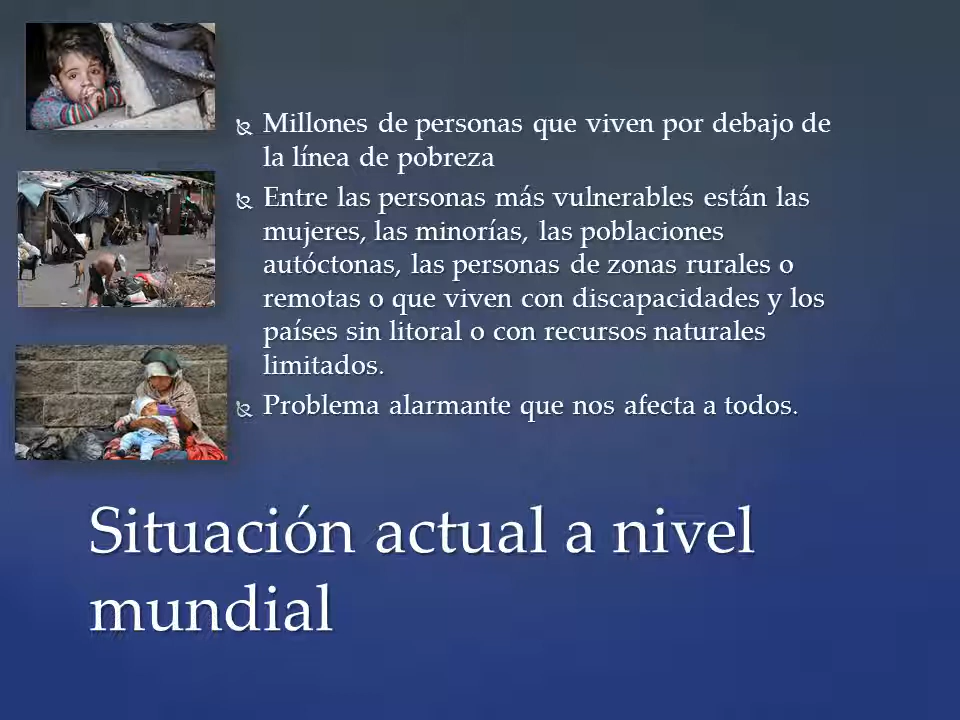 Millones de personas que viven por debajo de
la línea de pobreza
Entre las personas más vulnerables están las
mujeres, las minorías, las poblaciones
autóctonas, las personas de zonas rurales o
remotas o que viven con discapacidades y los
países sin litoral o con recursos naturales
limitados.
Problema alarmante que nos afecta a todos.
Situación actual a nivel
mundial